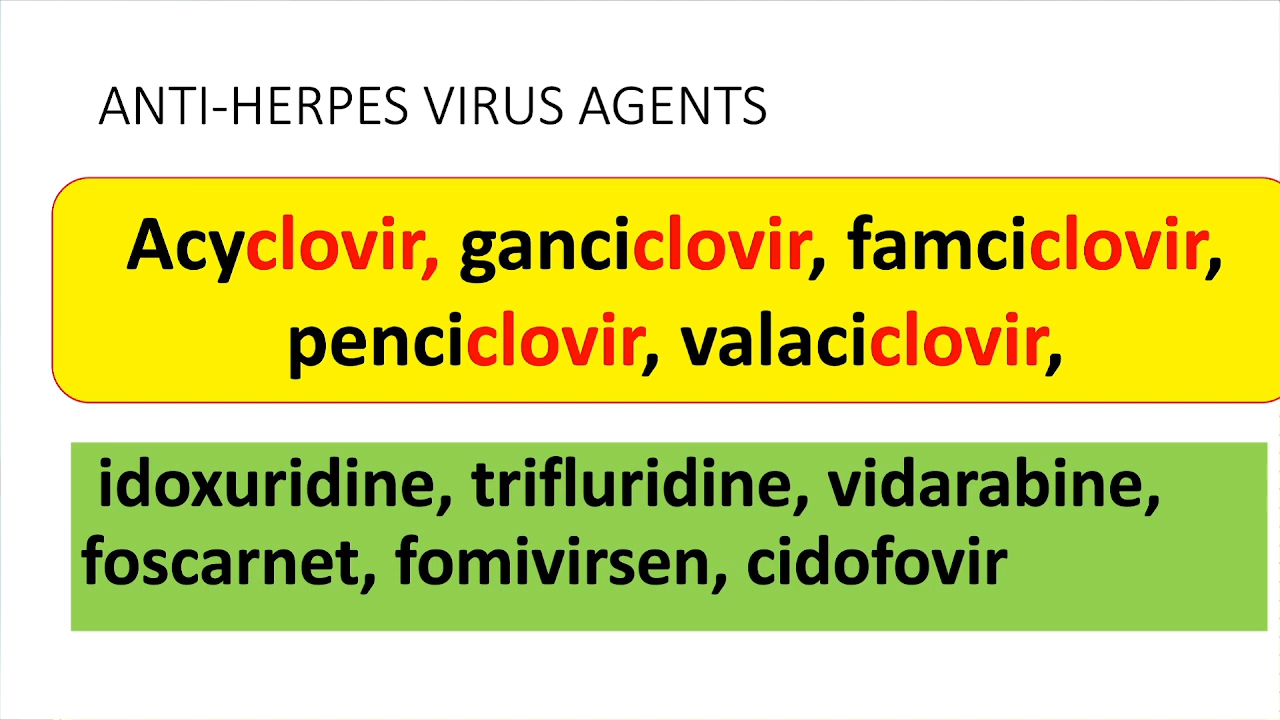 ANTI-HERPES VIRUS AGENTS
Acyclovir, ganciclovir, famciclovir,
penciclovir, valaciclovir,
idoxuridine, trifluridine, vidarabine,
foscarnet, fomivirsen, cidofovir